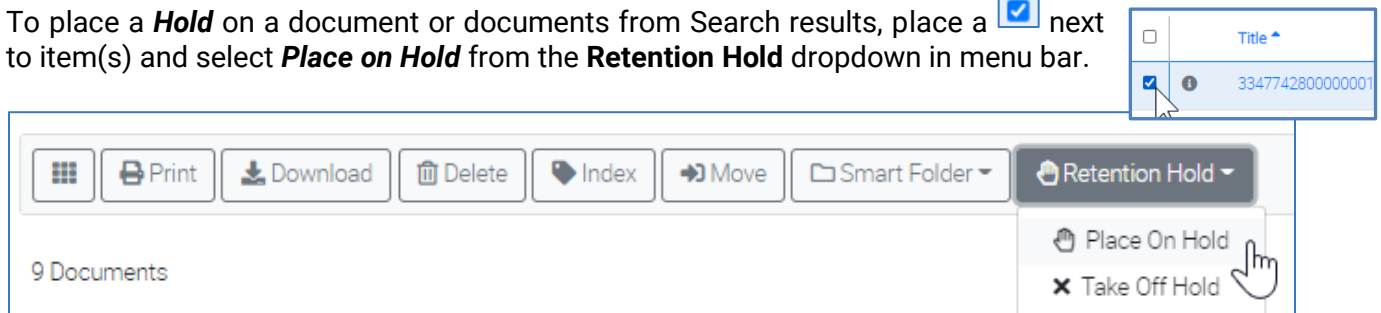 To place a Hold on a document or documents from Search results, place a next
to item(s) and select Place on Hold from the Retention Hold dropdown in menu bar.
Title
3347742800000001
Print Download Delete Index Move Smart Folder Retention Hold
Place On Hold
9 Documents
Take Off Hold